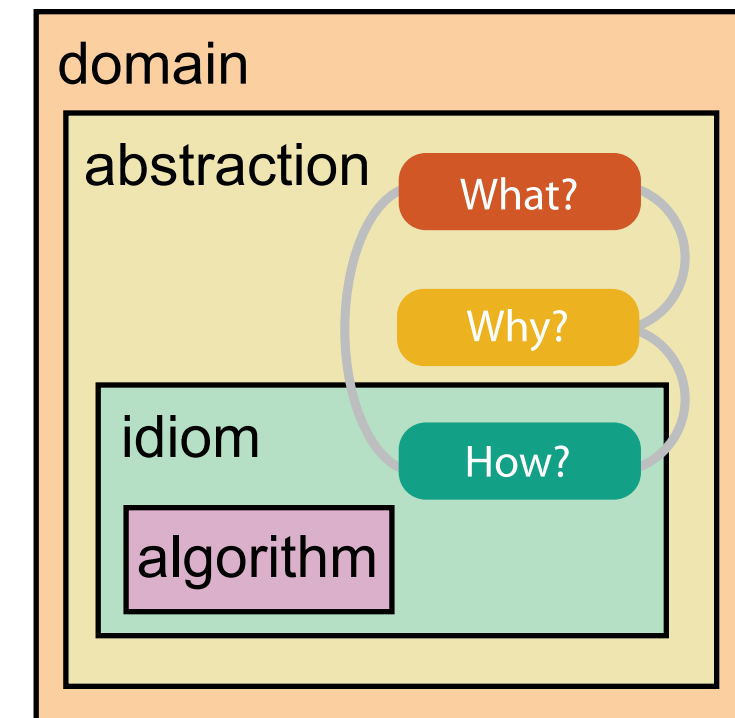 domain
abstraction
What?
Why?
idiom
How?
algorithm